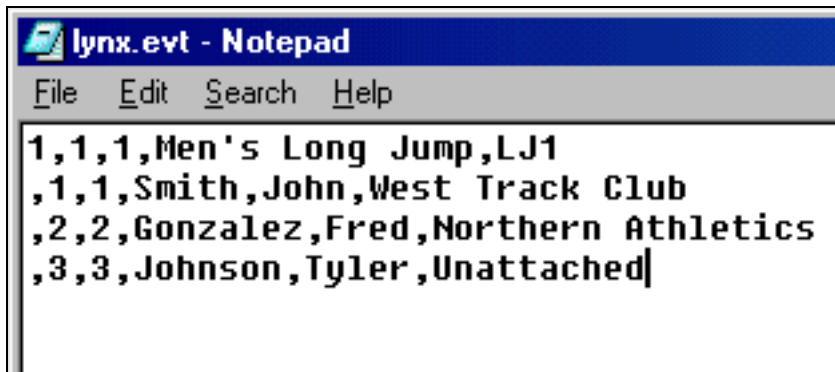 lynx.evt - Notepad
File Edit Search Help
1,1,1,Men's Long Jump,LJ1
,1,1,Smith,John,West Track Club
,2,2,Gonzalez,Fred,Northern Athletics
,3,3,Johnson,Tyler,Unattached